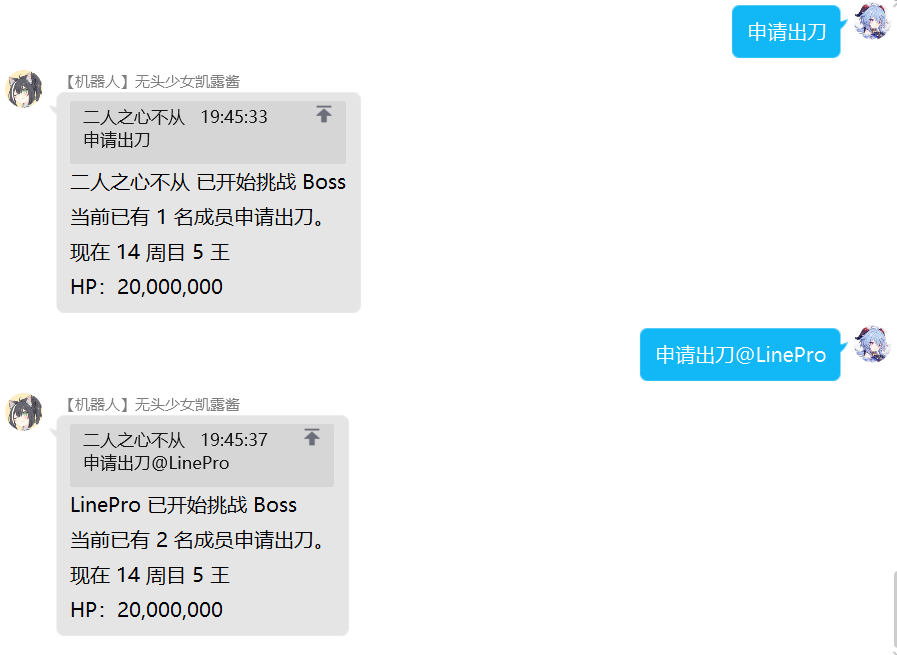 申请出刀
【机器人】无头少女凯露酱
二人之心不从 19:45:33
申请出刀
二人之心不从 已开始挑战 Boss
当前已有 1 名成员申请出刀。
现在 14 周目 5 王
HP：20,000,000
申请出刀@LinePro
【机器人】无头少女凯露酱
二人之心不从 19:45:37
申请出刀@LinePro
LinePro 已开始挑战 Boss
当前已有 2 名成员申请出刀。
现在 14 周目 5 王
HP：20,000,000